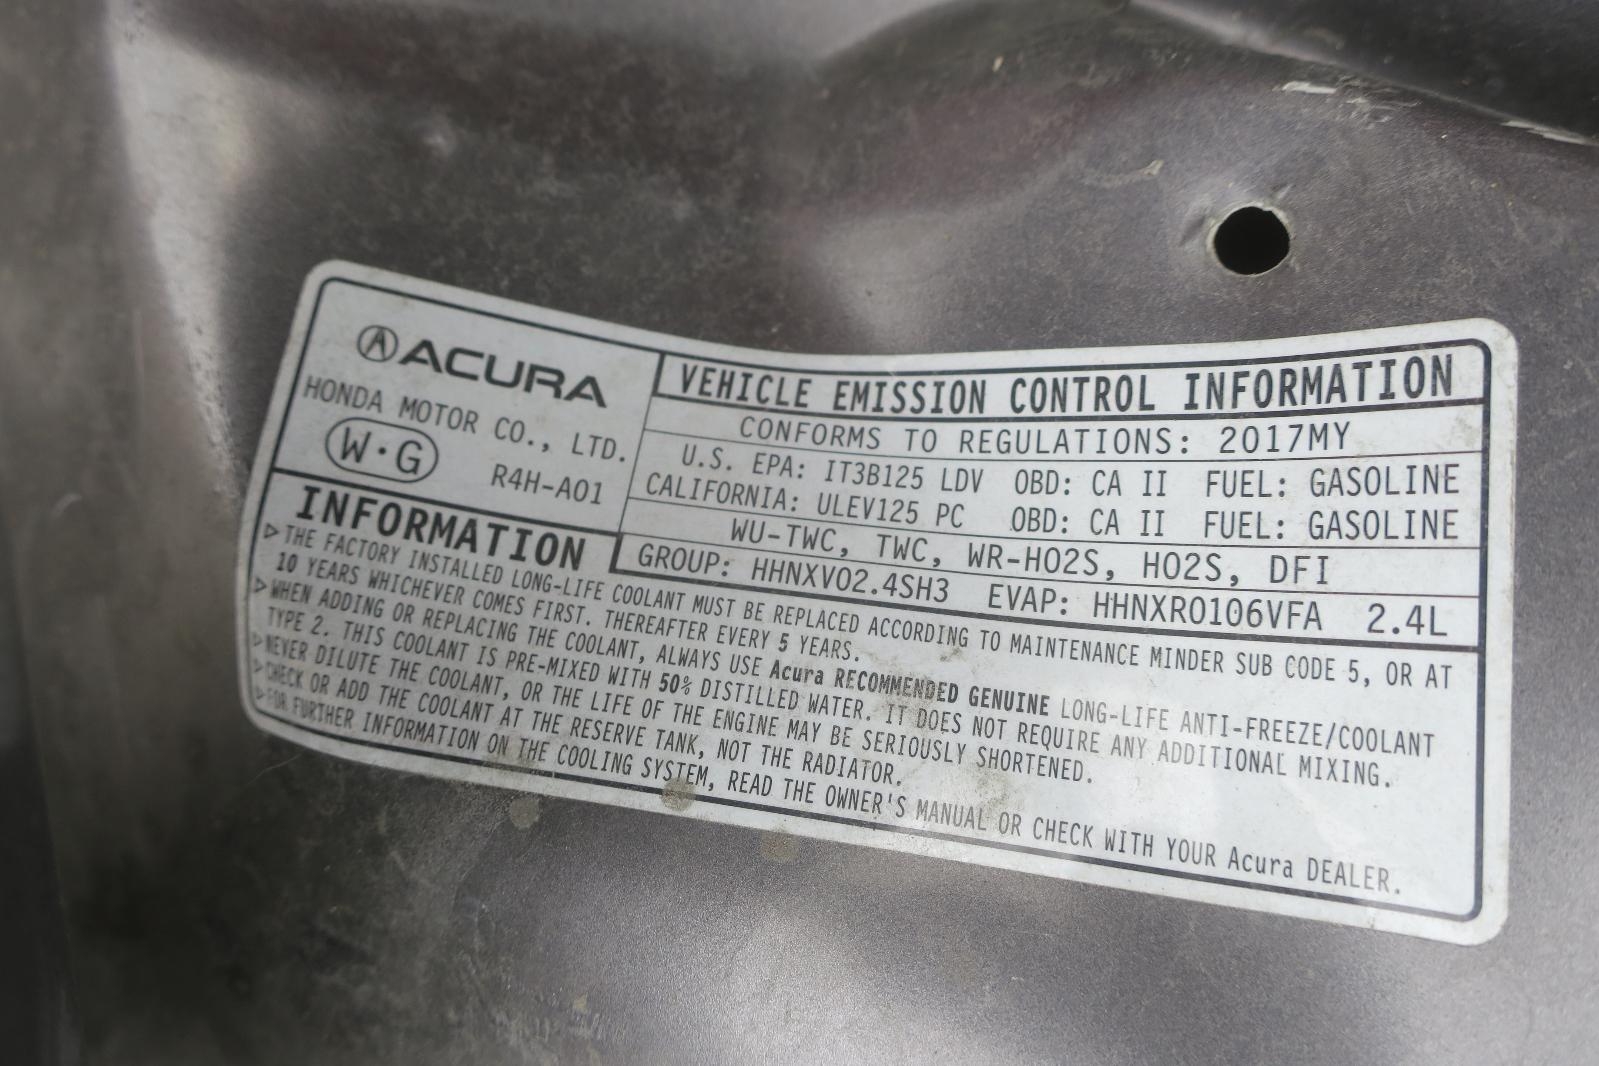 ACURA
HONDA MOTOR CO., LTD.
W·G R4H-A01
VEHICLE EMISSION CONTROL INFORMATION
CONFORMS TO REGULATIONS: 2017MY
U.S. EPA: IT3B125 LDV OBD: CA II FUEL: GASOLINE
CALIFORNIA: ULEV125 PC OBD: CA II FUEL: GASOLINE
WU-TWC, TWC, WR-HO2S, HO2S, DFI
GROUP: HHNXV02.4SH3 EVAP: HHNXR0106VFA 2.4L
INFORMATION
▷ THE FACTORY INSTALLED LONG-LIFE COOLANT MUST BE REPLACED ACCORDING TO MAINTENANCE MINDER SUB CODE 5, OR AT
10 YEARS WHICHEVER COMES FIRST. THEREAFTER EVERY 5 YEARS.
▷ WHEN ADDING OR REPLACING THE COOLANT, ALWAYS USE Acura RECOMMENDED GENUINE LONG-LIFE ANTI-FREEZE/COOLANT
TYPE 2. THIS COOLANT IS PRE-MIXED WITH 50% DISTILLED WATER. IT DOES NOT REQUIRE ANY ADDITIONAL MIXING.
▷ NEVER DILUTE THE COOLANT, OR THE LIFE OF THE ENGINE MAY BE SERIOUSLY SHORTENED.
▷ CHECK OR ADD THE COOLANT AT THE RESERVE TANK, NOT THE RADIATOR.
▷ FOR FURTHER INFORMATION ON THE COOLING SYSTEM, READ THE OWNER'S MANUAL OR CHECK WITH YOUR Acura DEALER.